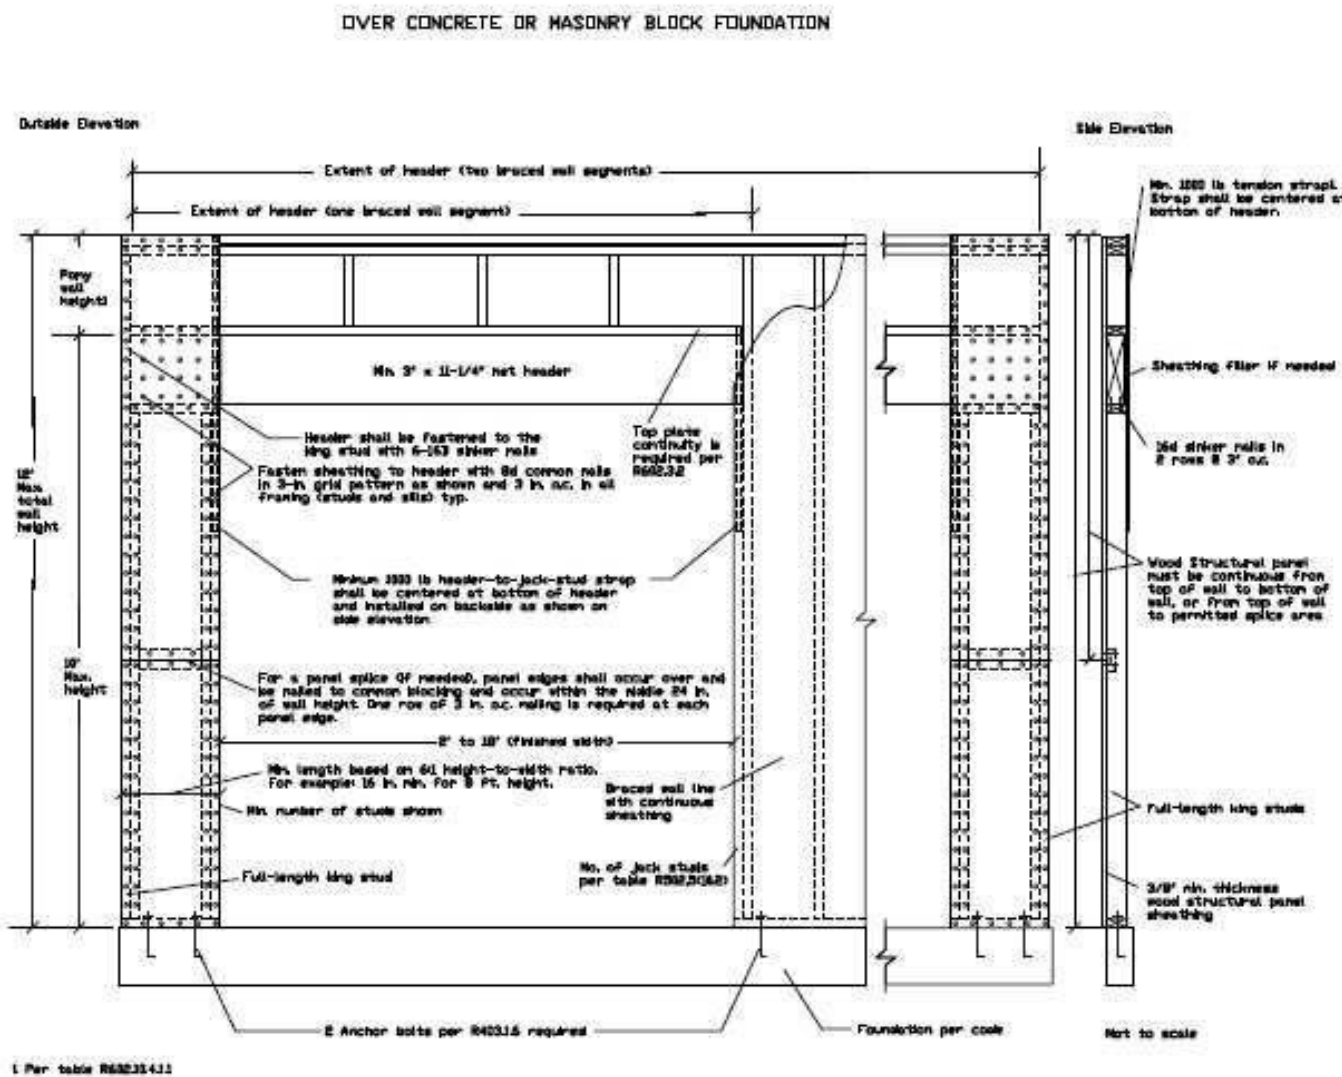 OVER CONCRETE OR MASONRY BLOCK FOUNDATION
Outside Elevation
Side Elevation
Extent of header (two braced wall segments)
Extent of header (one braced wall segment)
Min. 1000 lb tension strap
Strap shall be centered at
bottom of header.
Pony
wall
height
Min. 3" x 11-1/4" net header
Sheathing filler if needed
Header shall be fastened to the
king stud with 6-16D sinker nails
Top plate
continuity is
required per
R602.3.2
Fasten sheathing to header with 8d common nails
in 3-in. grid pattern as shown and 3 in. o.c. in all
framing (studs and sills) typ.
16d sinker nails in
2 rows @ 3" o.c.
12'
Max.
total
wall
height
Minimum 1000 lb header-to-jack-stud strap
shall be centered at bottom of header
and installed on backside as shown on
side elevation.
Wood Structural panel
must be continuous from
top of wall to bottom of
wall, or from top of wall
to permitted splice area
10'
Max.
height
For a panel splice (if needed), panel edges shall occur over and
be nailed to common blocking and occur within the middle 24 in.
of wall height. One row of 3 in. o.c. nailing is required at each
panel edge.
2' to 18' (finished width)
Min. length based on 6:1 height-to-width ratio.
For example: 16 in. min. for 8 ft. height.
Min. number of studs shown
Braced wall line
with continuous
sheathing
Full-length king studs
Full-length king stud
No. of jack studs
per table
3/8" min. thickness
wood structural panel
sheathing
2 Anchor bolts per R403.1.6 required
Foundation per code
Not to scale
1 Per table